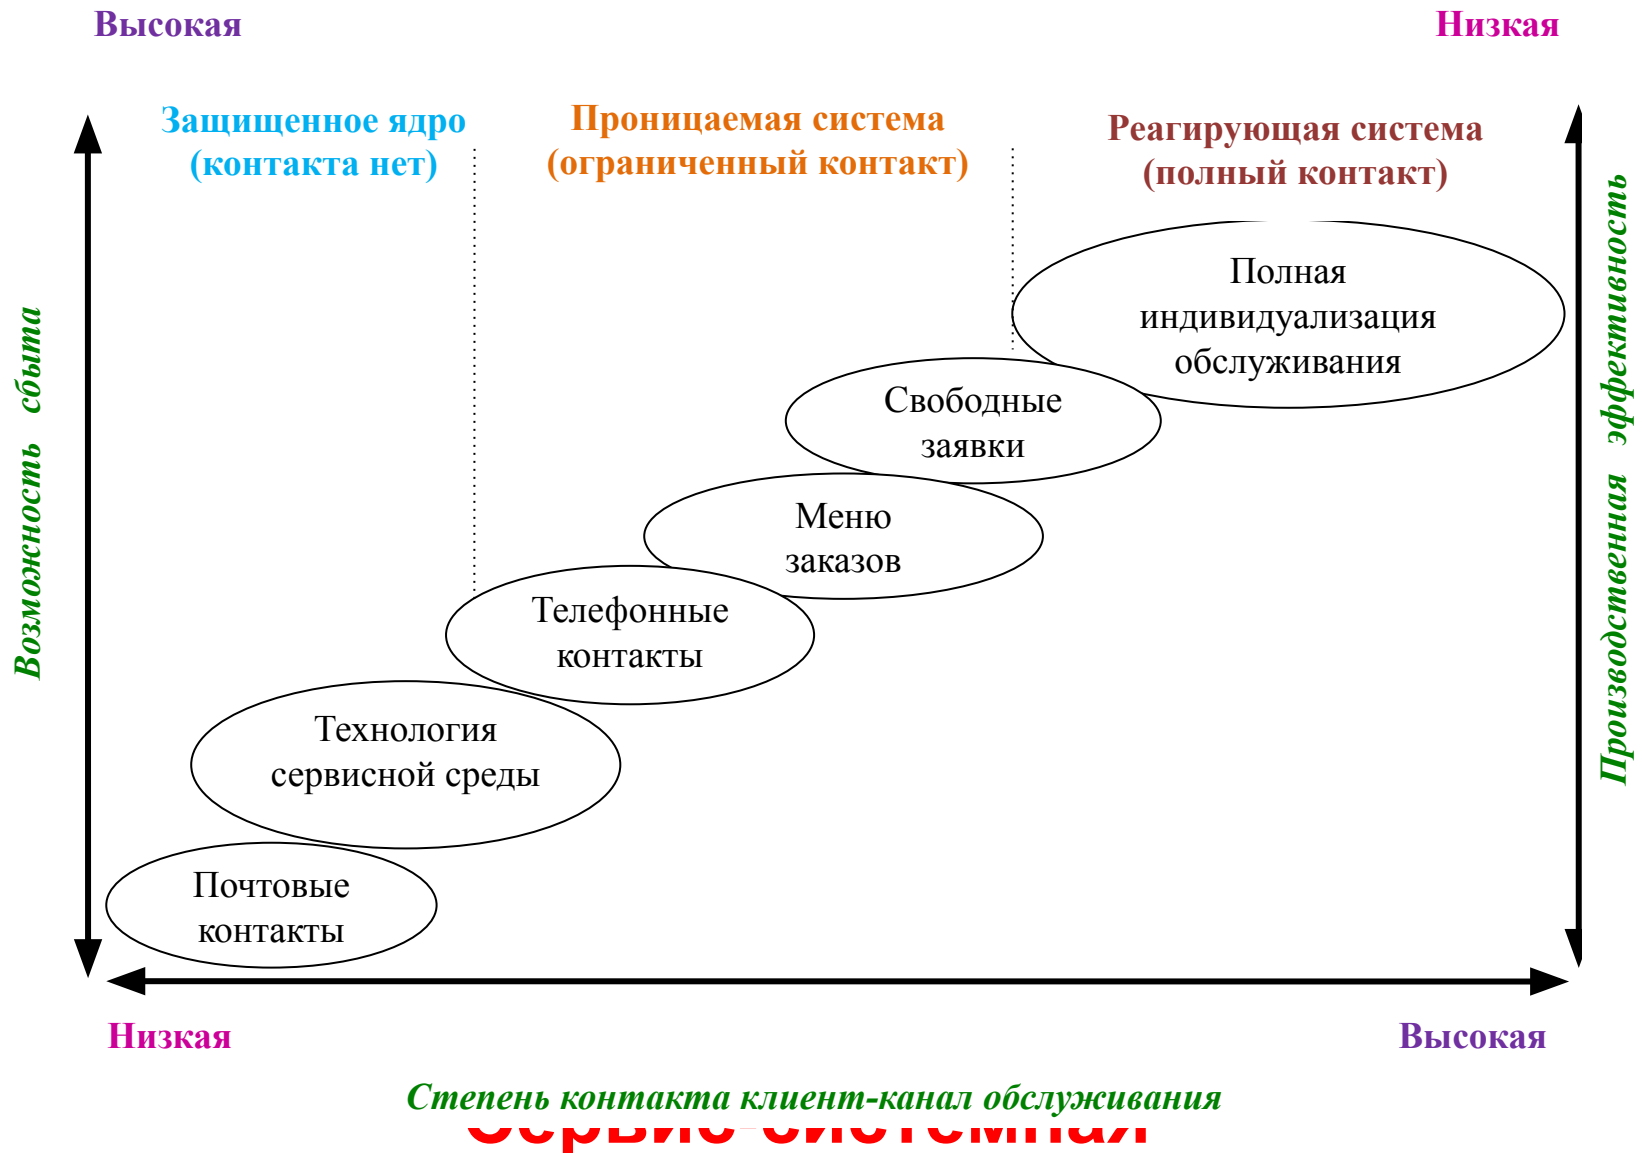 Высокая
Низкая
Защищенное ядро
(контакта нет)
Проницаемая система
(ограниченный контакт)
Реагирующая система
(полный контакт)
Возможность сбыта
Производственная эффективность
Полная
индивидуализация
обслуживания
Свободные
заявки
Меню
заказов
Телефонные
контакты
Технология
сервисной среды
Почтовые
контакты
Низкая
Высокая
Степень контакта клиент-канал обслуживания
Сервис-системная